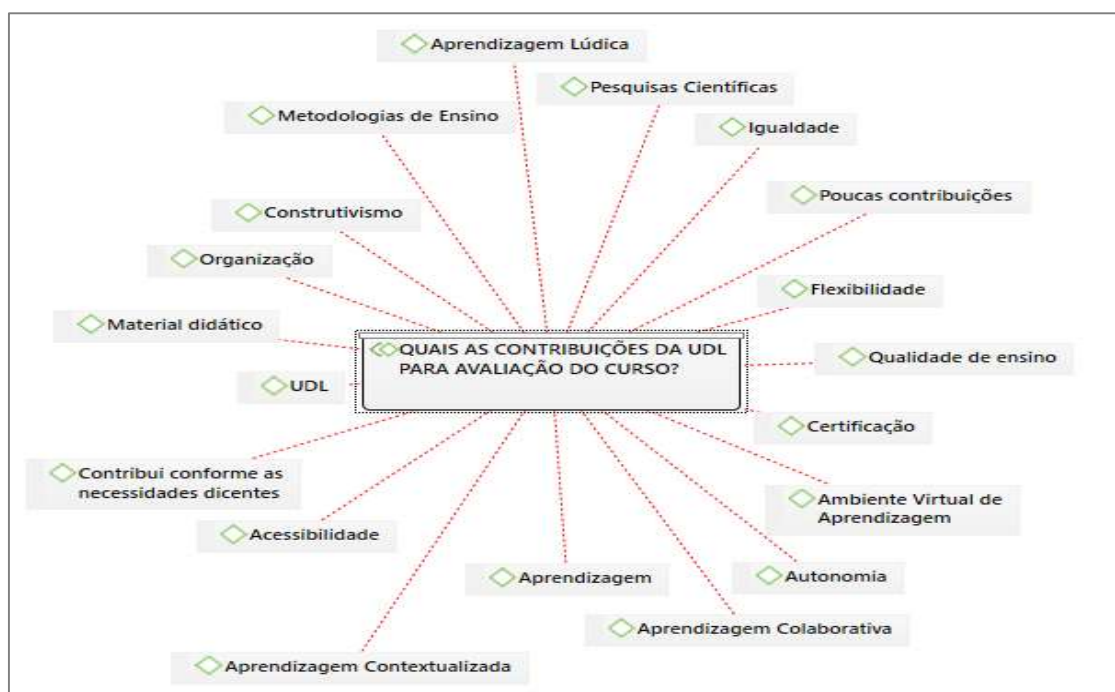 Aprendizagem Lúdica
Pesquisas Científicas
Metodologias de Ensino
Igualdade
Poucas contribuições
Construtivismo
Organização
Flexibilidade
Material didático
QUAIS AS CONTRIBUIÇÕES DA UDL
PARA AVALIAÇÃO DO CURSO?
Qualidade de ensino
UDL
Certificação
Contribui conforme as
necessidades dicentes
Ambiente Virtual de
Aprendizagem
Acessibilidade
Aprendizagem
Autonomia
Aprendizagem Colaborativa
Aprendizagem Contextualizada